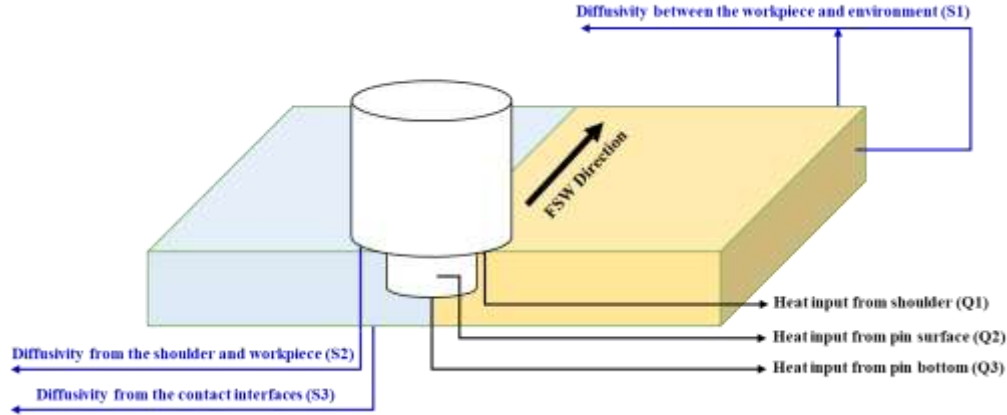 Diffusivity between the workpiece and environment (S1)
FSW Direction
Heat input from shoulder (Q1)
Heat input from pin surface (Q2)
Diffusivity from the shoulder and workpiece (S2)
Heat input from pin bottom (Q3)
Diffusivity from the contact interfaces (S3)